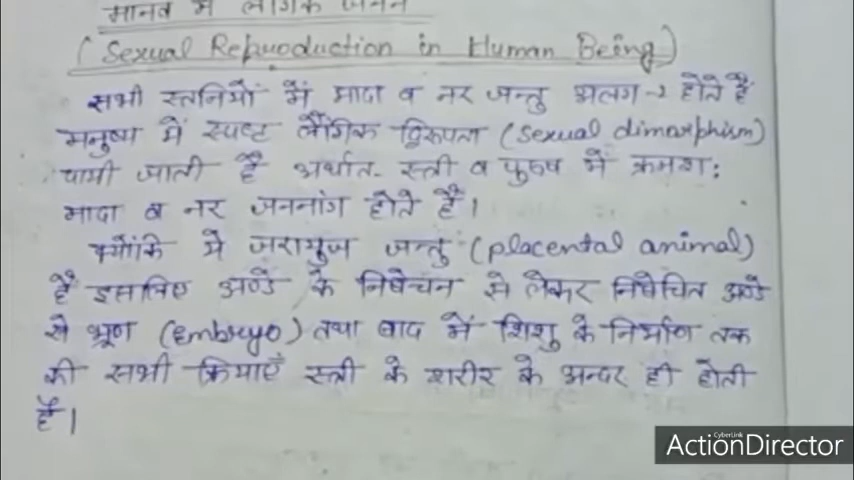 मानव में लैंगिक जनन
(Sexual Reproduction in Human Being)
सभी स्तनियों में मादा व नर जन्तु अलग-२ होते हैं
मनुष्य में स्पष्ट लैंगिक द्विरूपता (sexual dimorphism)
पायी जाती है अर्थात- स्त्री व पुरुष में क्रमश:
मादा व नर जननांग होते हैं।
क्योंकि ये जरायुज जन्तु (placental animal)
हैं इसलिए अण्डे के निषेचन से लेकर निषेचित अण्डे
से भ्रूण (embryo) तथा बाद में शिशु के निर्माण तक
की सभी क्रियाएँ स्त्री के शरीर के अन्दर ही होती
हैं।
CyberLink
ActionDirector